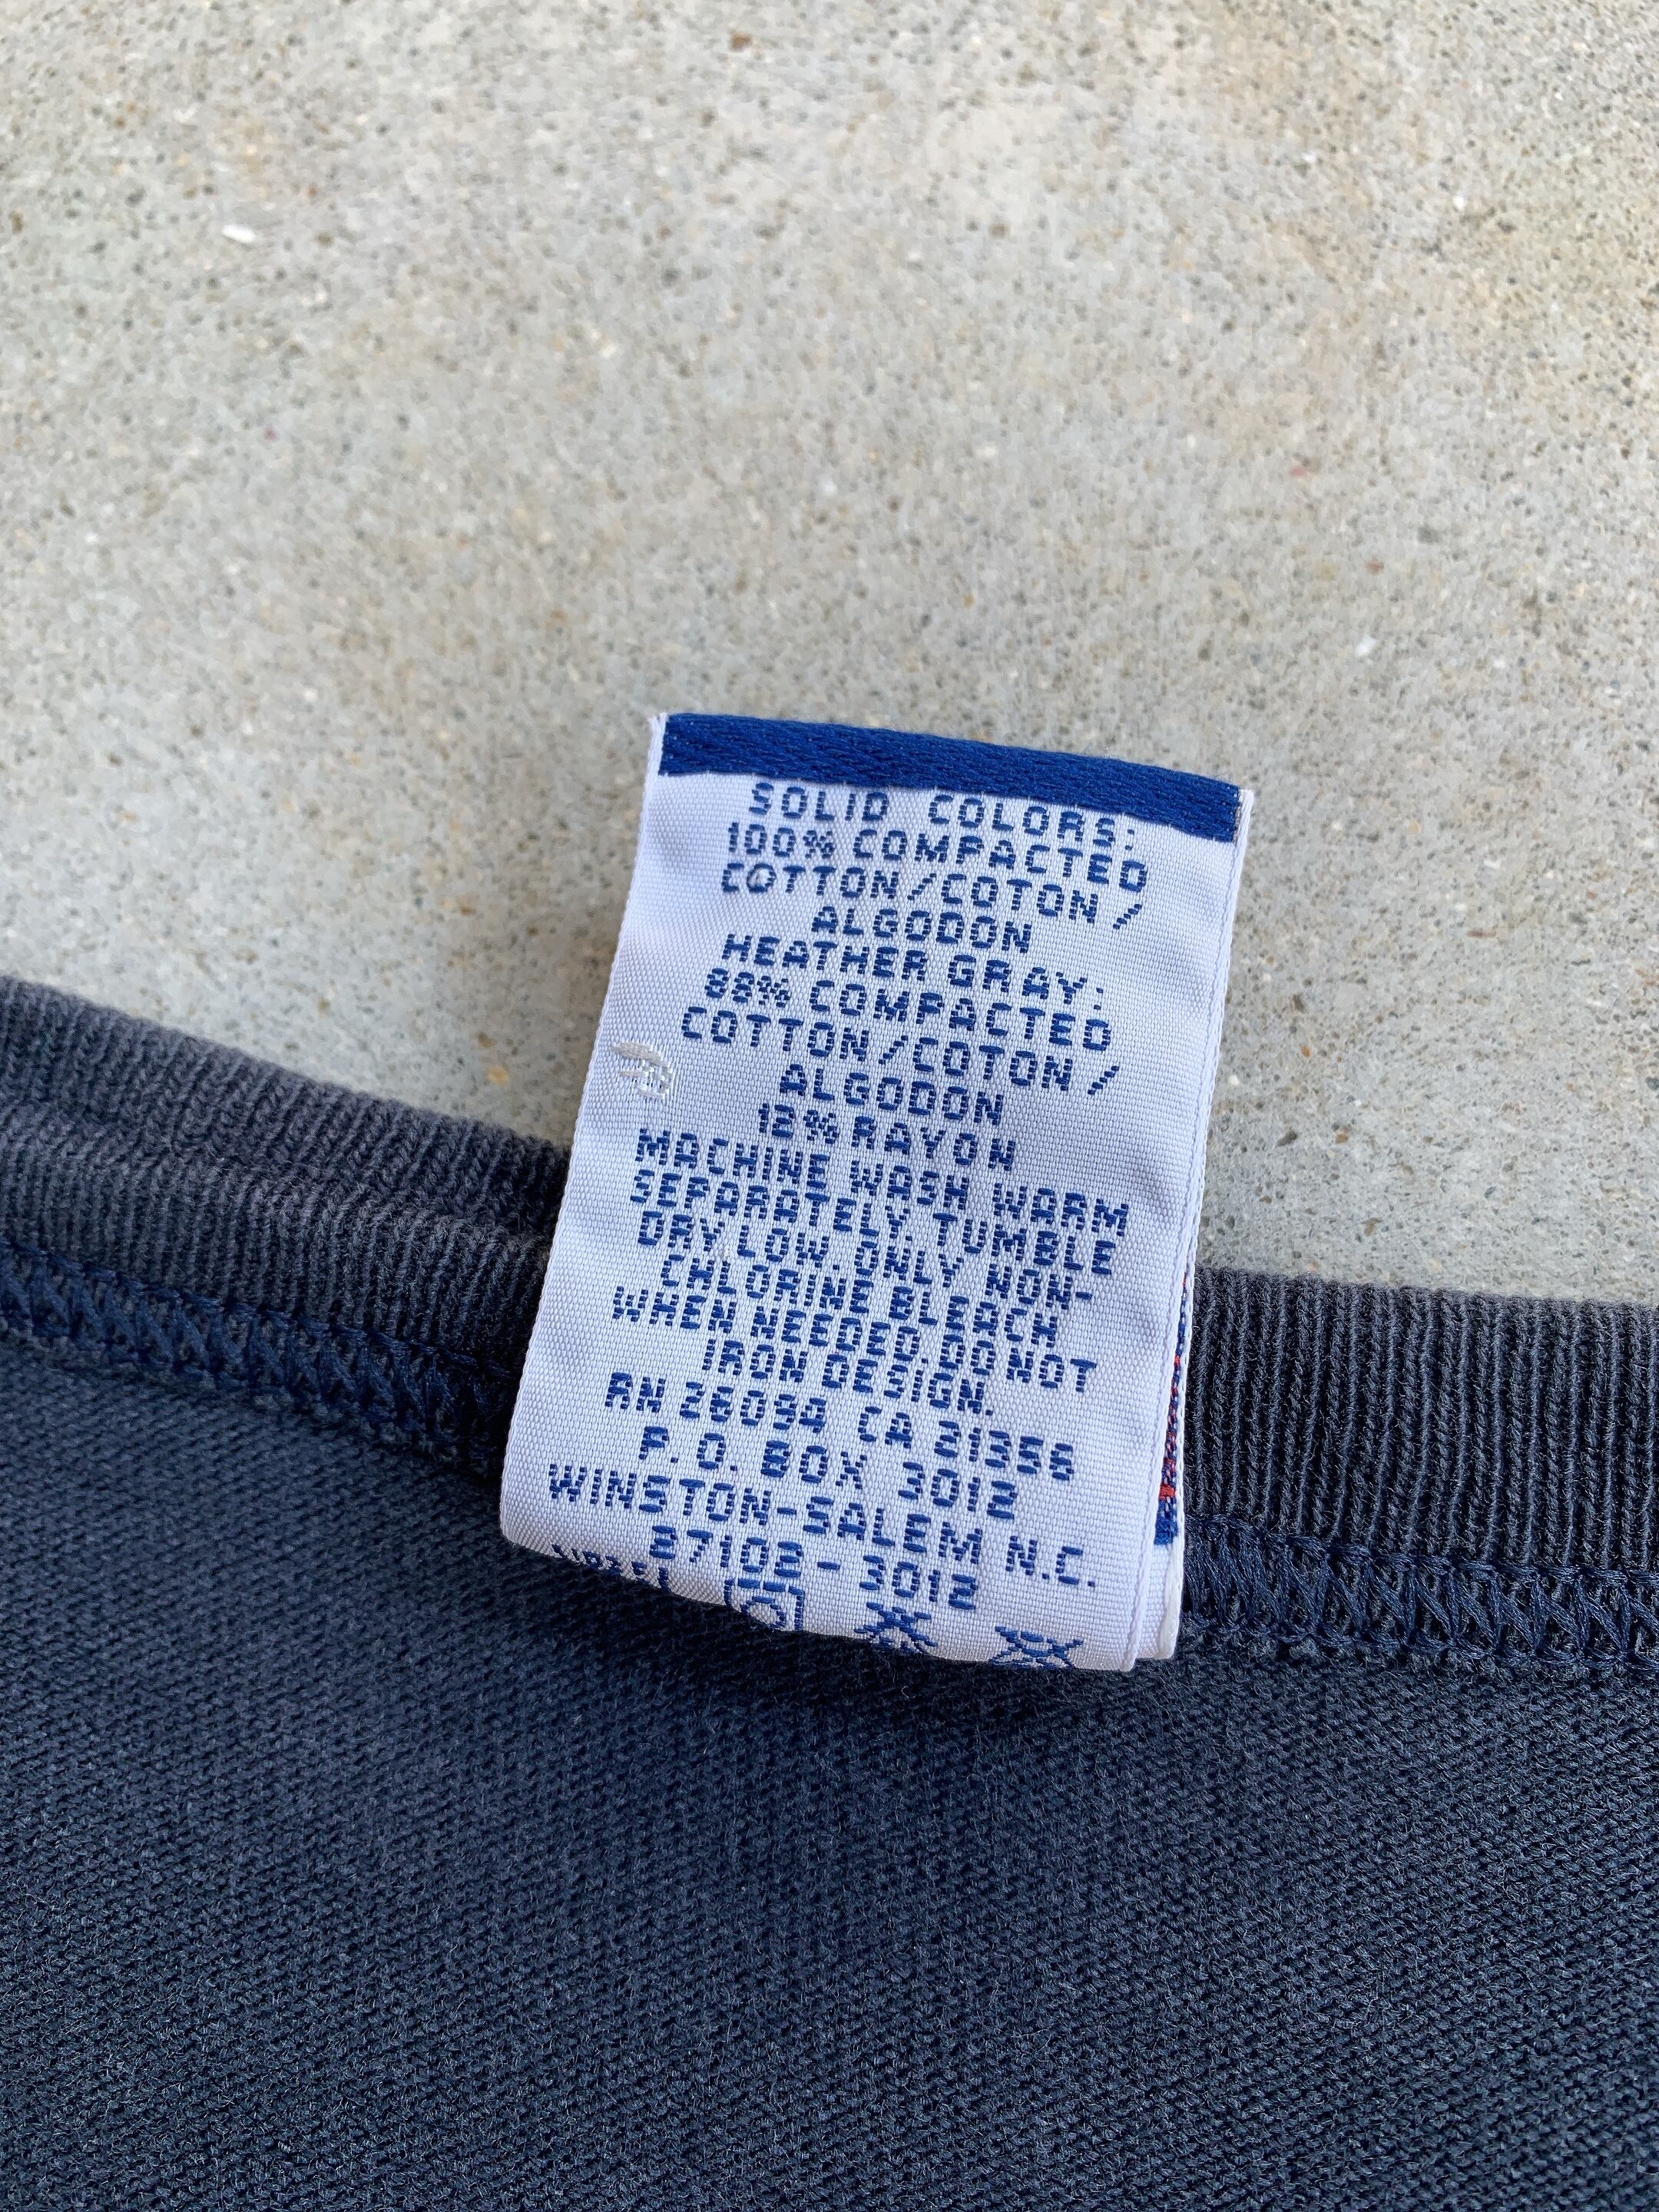 SOLID COLORS:
100% COMPACTED
COTTON/COTON/
ALGODON
HEATHER GRAY:
88% COMPACTED
COTTON/COTON/
ALGODON
12% RAYON
MACHINE WASH WARM
SEPARATELY. TUMBLE
DRY LOW. ONLY NON-
CHLORINE BLEACH
WHEN NEEDED. DO NOT
IRON DESIGN.
RN 26094 CA 21356
P.O. BOX 3012
WINSTON-SALEM N.C.
27102-3012